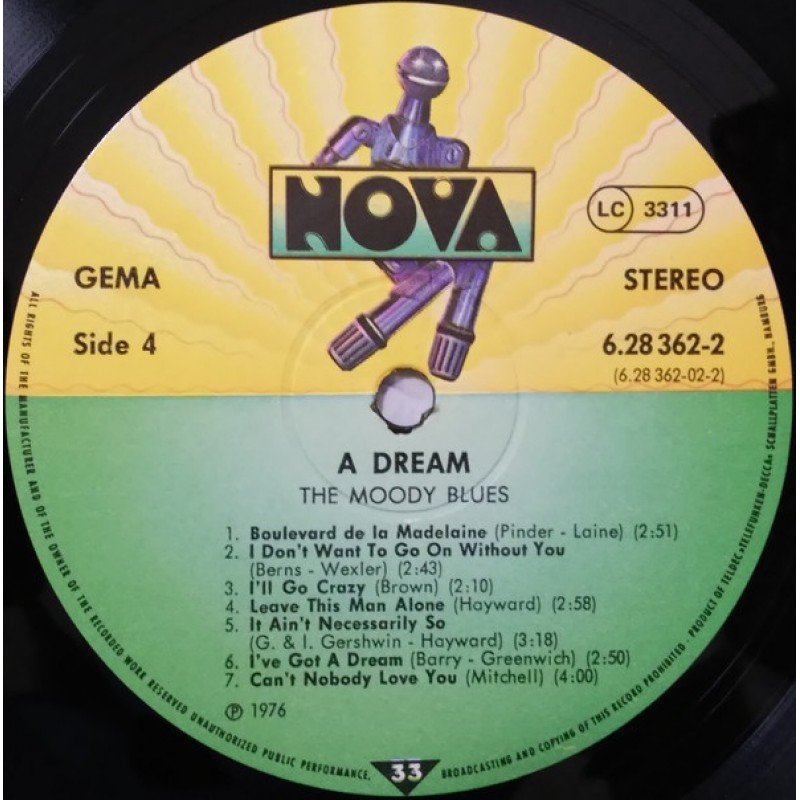 NOVA
LC 3311
GEMA
STEREO
Side 4
6.28 362-2
(6.28 362-02-2)
A DREAM
THE MOODY BLUES
1. Boulevard de la Madelaine (Pinder - Laine) (2:51)
2. I Don't Want To Go On Without You
(Berns - Wexler) (2:43)
3. I'll Go Crazy (Brown) (2:10)
4. Leave This Man Alone (Hayward) (2:58)
5. It Ain't Necessarily So
(G. & I. Gershwin - Hayward) (3:18)
6. I've Got A Dream (Barry - Greenwich) (2:50)
7. Can't Nobody Love You (Mitchell) (4:00)
Ⓟ 1976
33
ALL RIGHTS OF THE MANUFACTURER AND OF THE OWNER OF THE RECORDED WORK RESERVED UNAUTHORIZED PUBLIC PERFORMANCE, BROADCASTING AND COPYING OF THIS RECORD PROHIBITED · PRODUCT OF TELDEC »TELEFUNKEN-DECCA« SCHALLPLATTEN GMBH., HAMBURG